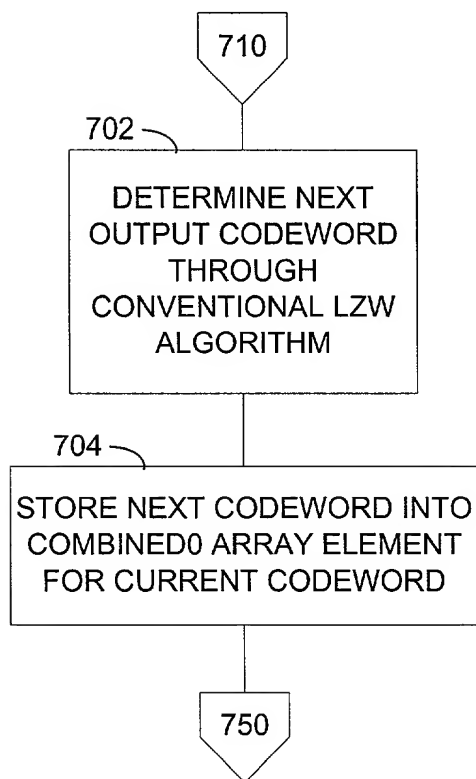 710
702
DETERMINE NEXT
OUTPUT CODEWORD
THROUGH
CONVENTIONAL LZW
ALGORITHM
704
STORE NEXT CODEWORD INTO
COMBINED0 ARRAY ELEMENT
FOR CURRENT CODEWORD
750